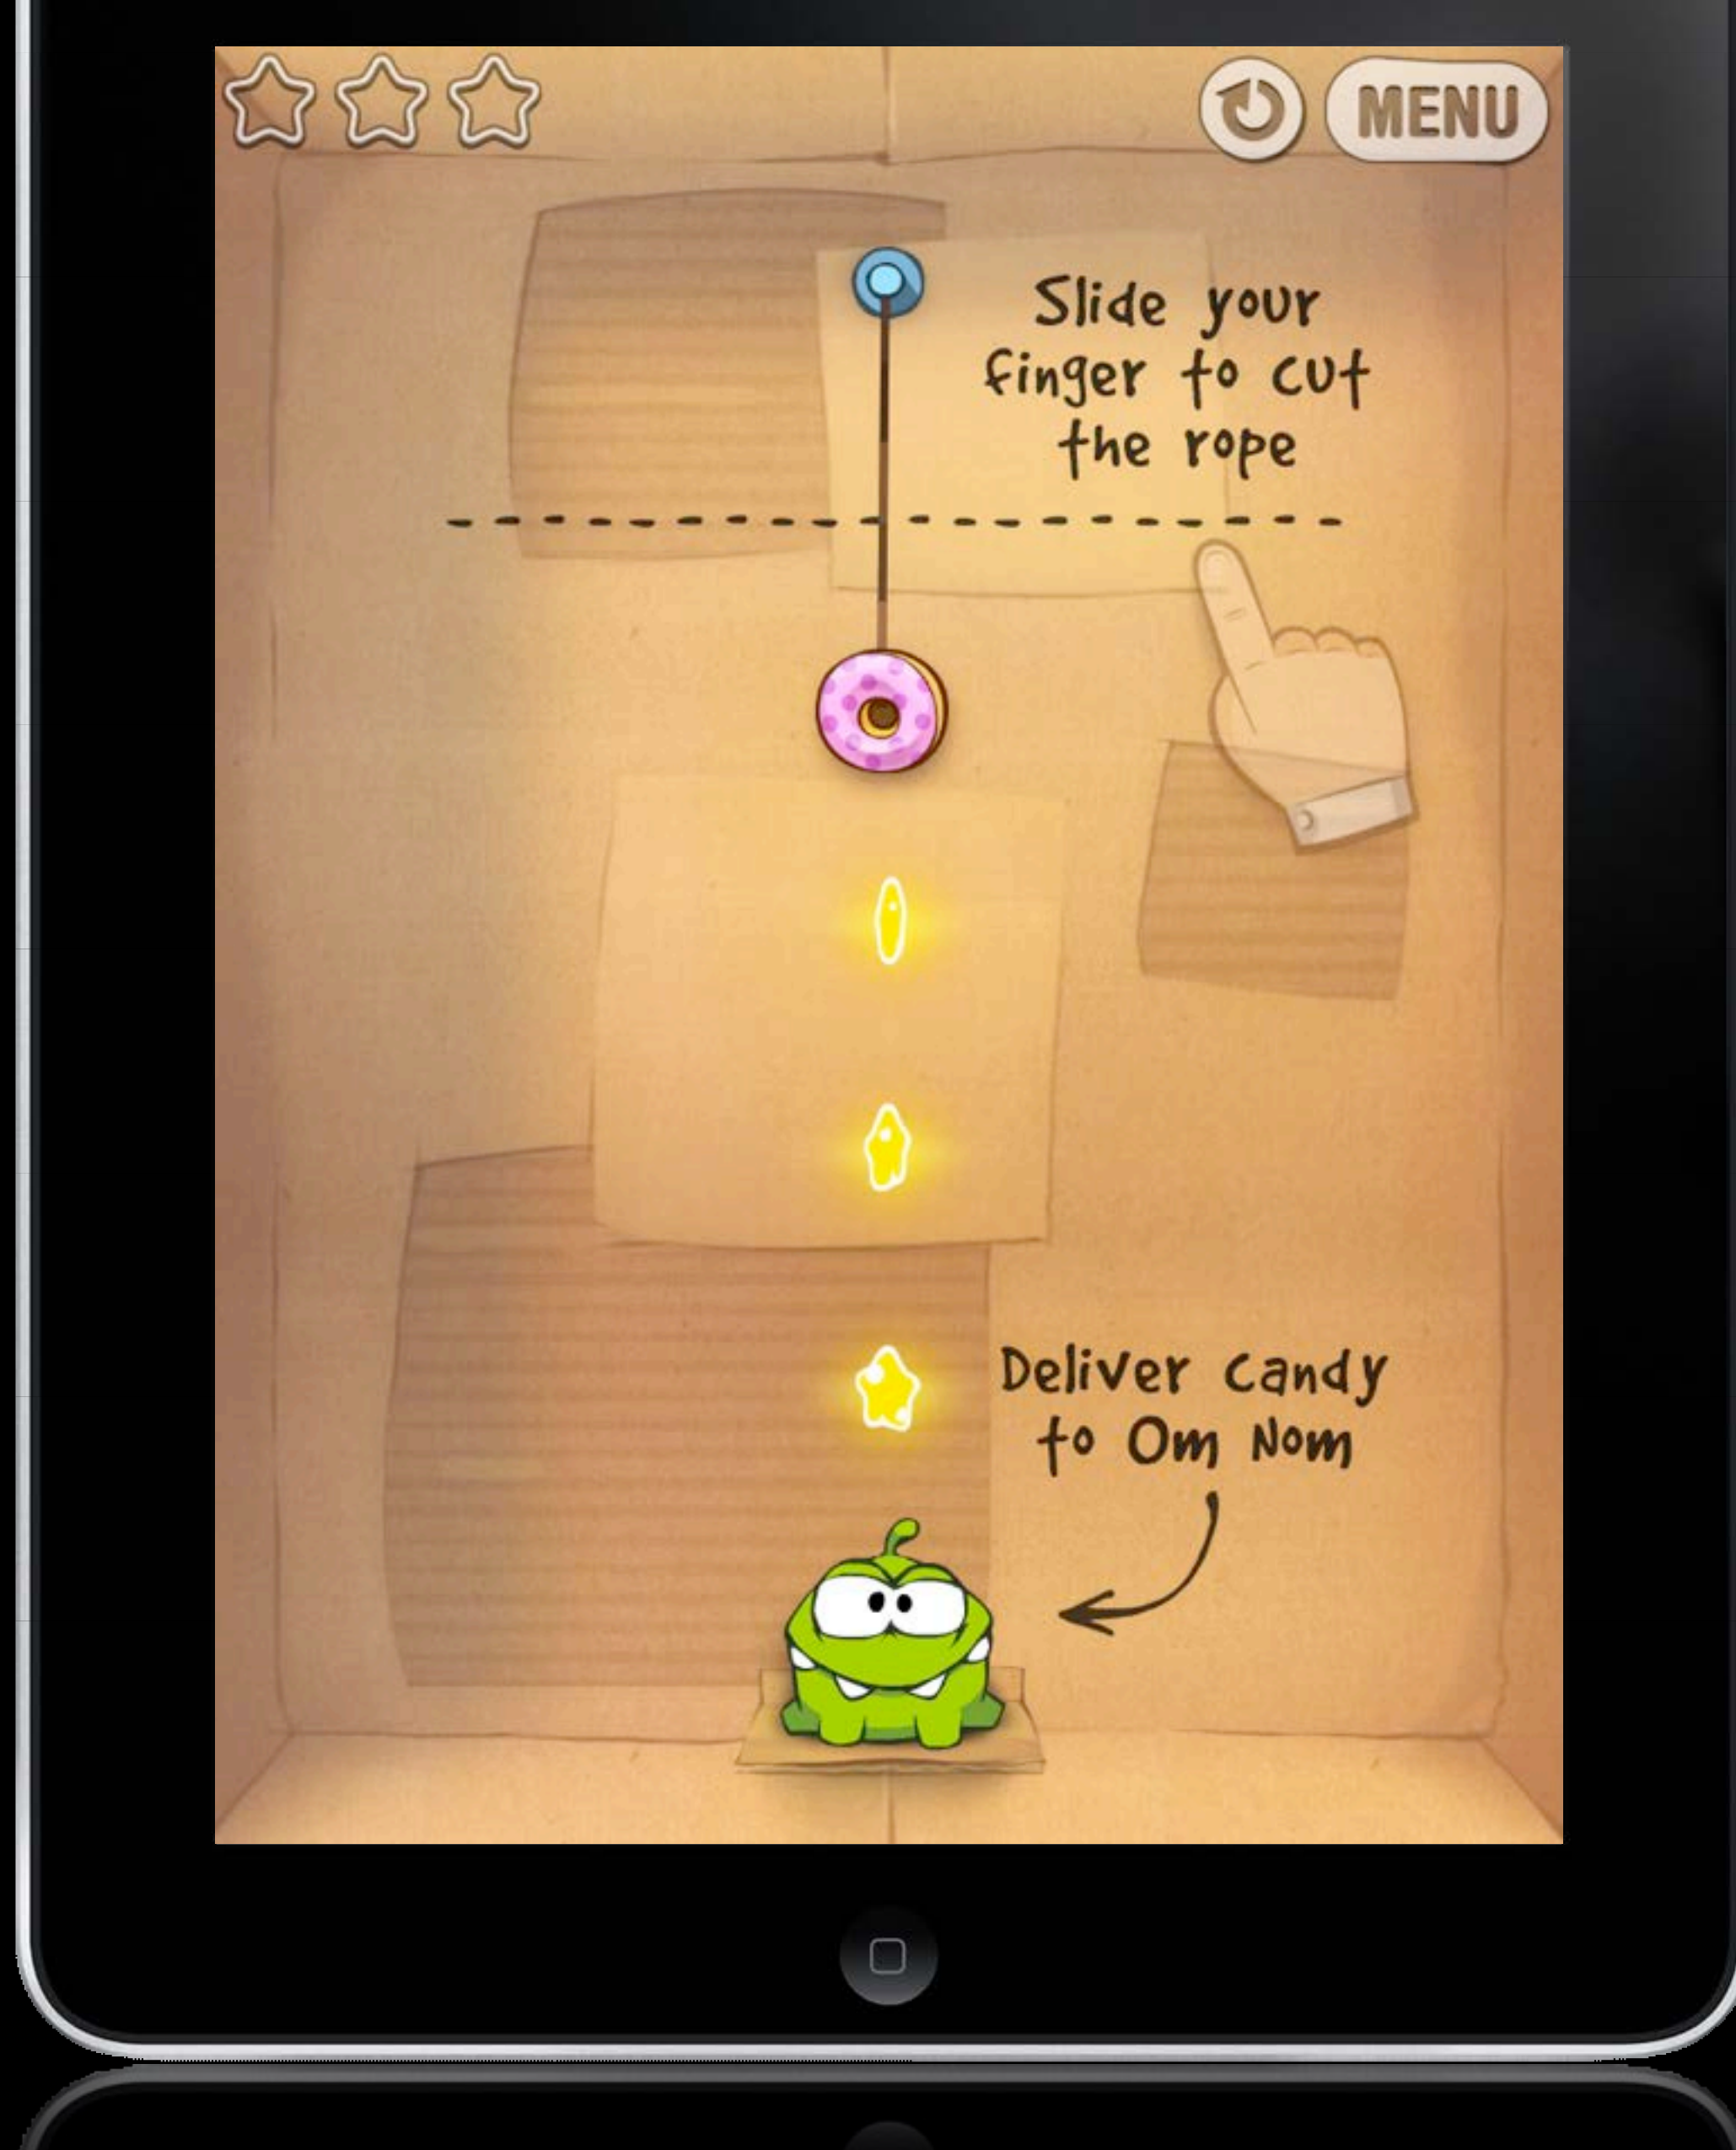 MENU
Slide your
finger to cut
the rope
Deliver candy
to Om Nom